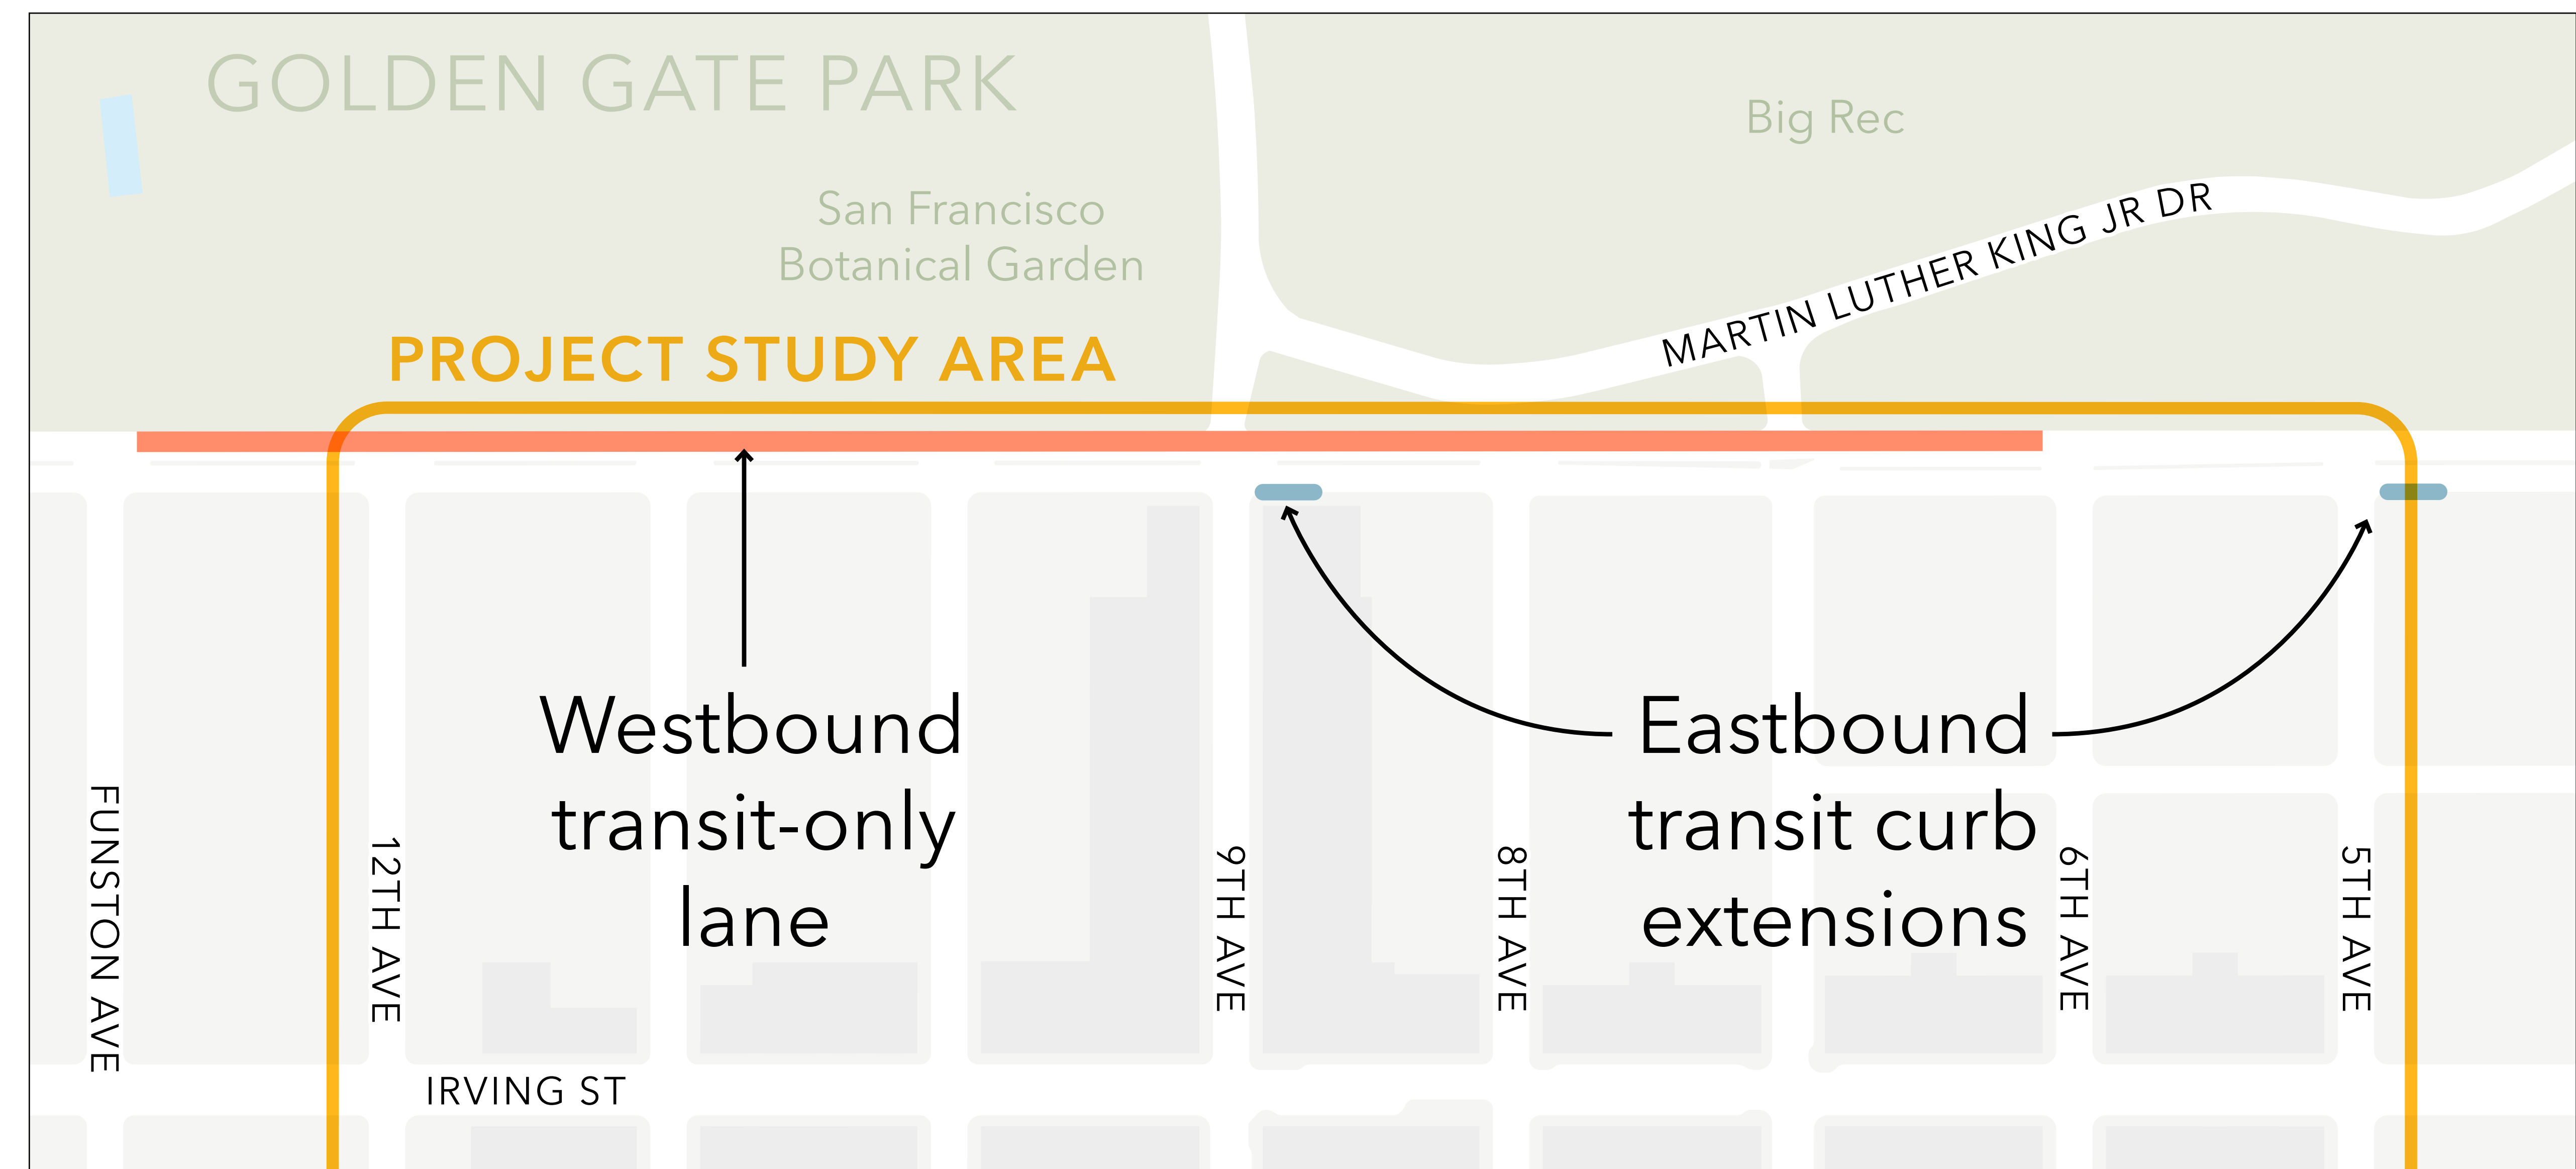 GOLDEN GATE PARK
Big Rec
San Francisco
Botanical Garden
MARTIN LUTHER KING JR DR
PROJECT STUDY AREA
Westbound
transit-only
lane
Eastbound
transit curb
extensions
FUNSTON AVE
12TH AVE
9TH AVE
8TH AVE
6TH AVE
5TH AVE
IRVING ST